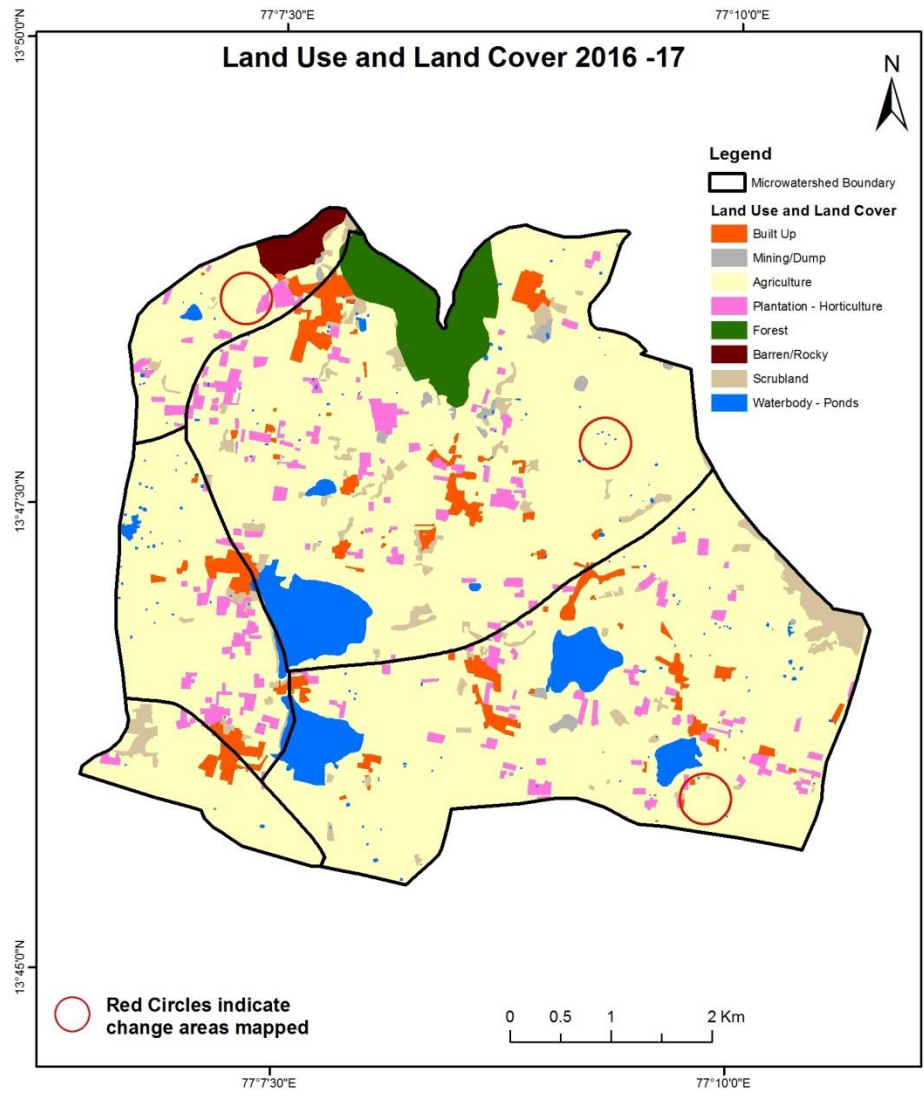 77°7'30"E
77°10'0"E
13°50'0"N
Land Use and Land Cover 2016 -17
N
Legend
Microwatershed Boundary
Land Use and Land Cover
Built Up
Mining/Dump
Agriculture
Plantation - Horticulture
Forest
Barren/Rocky
Scrubland
Waterbody - Ponds
13°47'30"N
13°45'0"N
Red Circles indicate
change areas mapped
0 0.5 1 2 Km
77°7'30"E
77°10'0"E